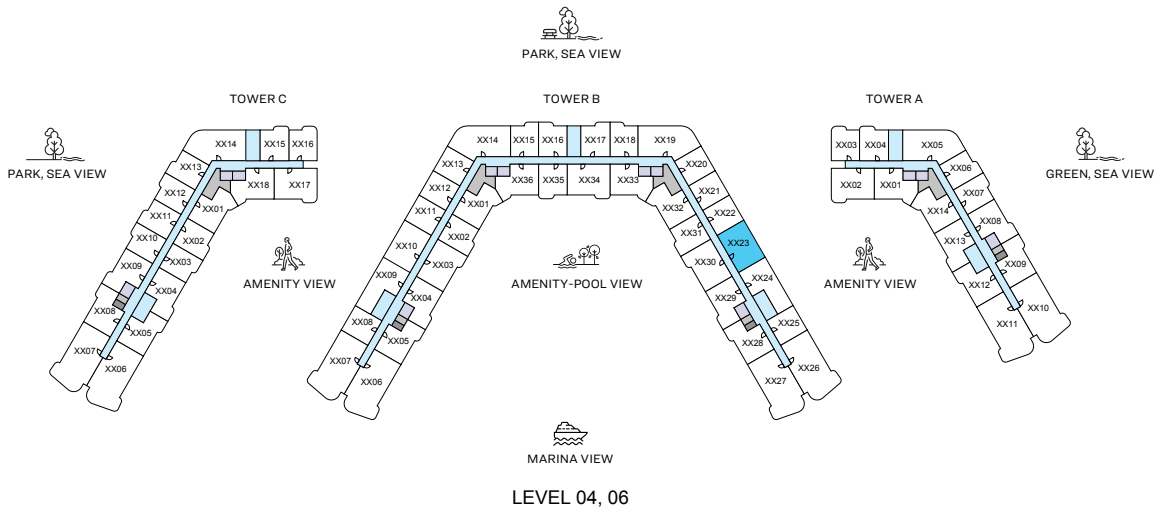 PARK, SEA VIEW
TOWER C
TOWER B
TOWER A
PARK, SEA VIEW
GREEN, SEA VIEW
XX14
XX15
XX16
XX13
XX12
XX11
XX10
XX09
XX08
XX07
XX06
XX05
XX04
XX03
XX02
XX01
XX18
XX17
AMENITY VIEW
XX14
XX15
XX16
XX17
XX18
XX19
XX13
XX12
XX11
XX10
XX09
XX08
XX07
XX06
XX05
XX04
XX03
XX02
XX01
XX36
XX35
XX34
XX33
XX32
XX31
XX30
XX29
XX28
XX27
XX26
XX25
XX24
XX23
XX22
XX21
XX20
AMENITY-POOL VIEW
AMENITY VIEW
XX03
XX04
XX05
XX02
XX01
XX06
XX07
XX08
XX09
XX10
XX11
XX12
XX13
XX14
MARINA VIEW
LEVEL 04, 06